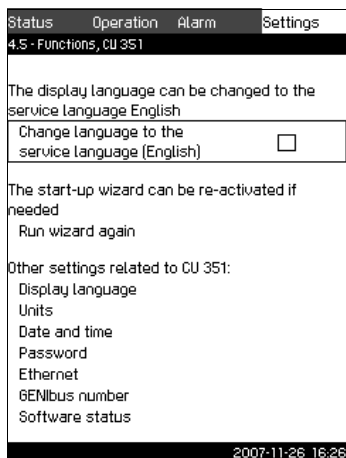 Status Operation Alarm Settings
4.5 - Functions, CU 351
The display language can be changed to the
service language English
Change language to the
service language (English)
The start-up wizard can be re-activated if
needed
Run wizard again
Other settings related to CU 351:
Display language
Units
Date and time
Password
Ethernet
GENIbus number
Software status
2007-11-26 16:26